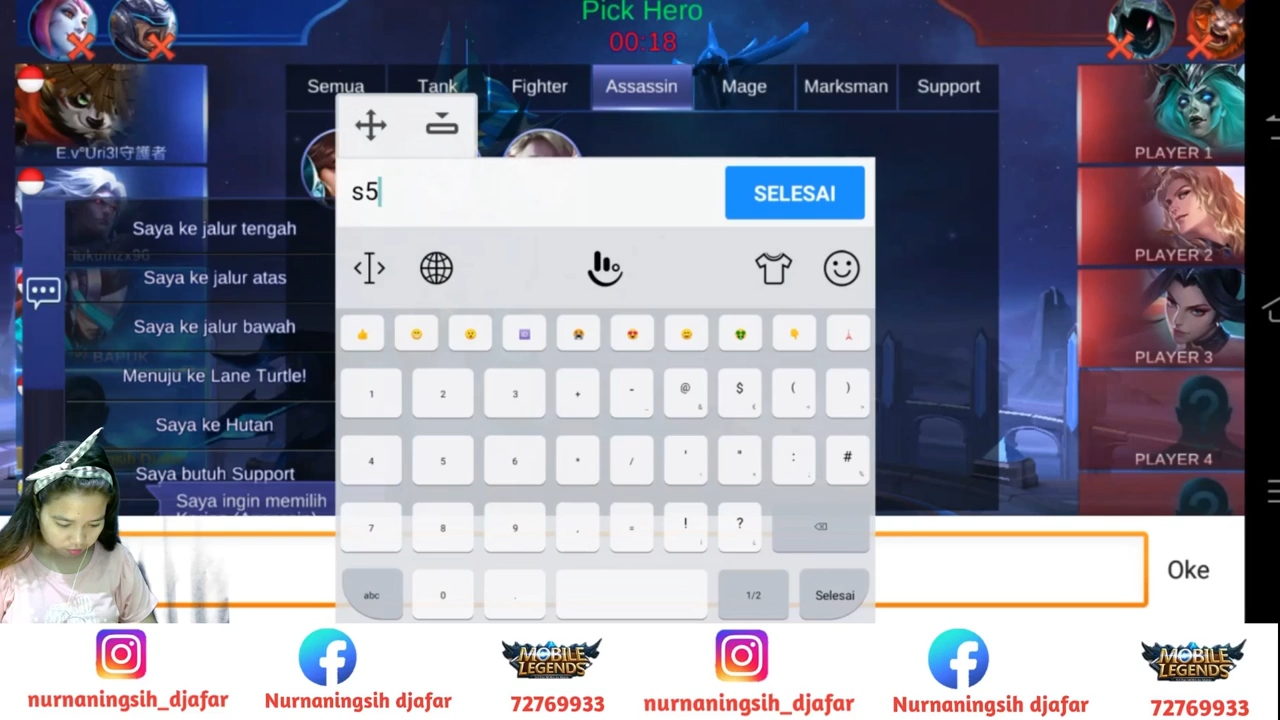 Pick Hero
00:18
Semua
Tank
Fighter
Assassin
Mage
Marksman
Support
E.v°Uri3l守護者
PLAYER 1
PLAYER 2
PLAYER 3
PLAYER 4
s5
SELESAI
Saya ke jalur tengah
lukumzx96
Saya ke jalur atas
Saya ke jalur bawah
BAPUK
Menuju ke Lane Turtle!
Saya ke Hutan
Saya butuh Support
Saya ingin memilih
1 2 3 + - @ $ ( )
4 5 6 * / ' " : #
7 8 9 , = ! ?
abc 0 . 1/2 Selesai
Oke
MOBILE LEGENDS
MOBILE LEGENDS
nurnaningsih_djafar
Nurnaningsih djafar
72769933
nurnaningsih_djafar
Nurnaningsih djafar
72769933